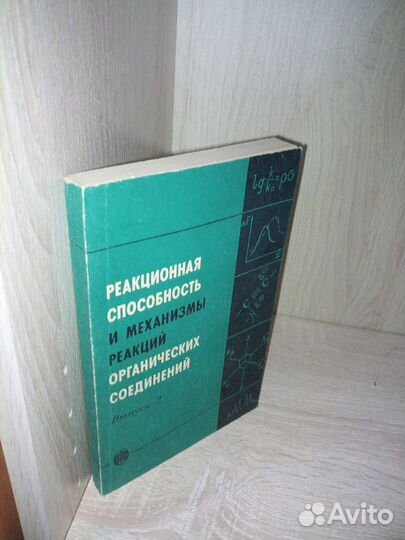 РЕАКЦИОННАЯ
СПОСОБНОСТЬ
И МЕХАНИЗМЫ
РЕАКЦИЙ
ОРГАНИЧЕСКИХ
СОЕДИНЕНИЙ
Выпуск 2
lg k/k₀ = ρσ
Avito